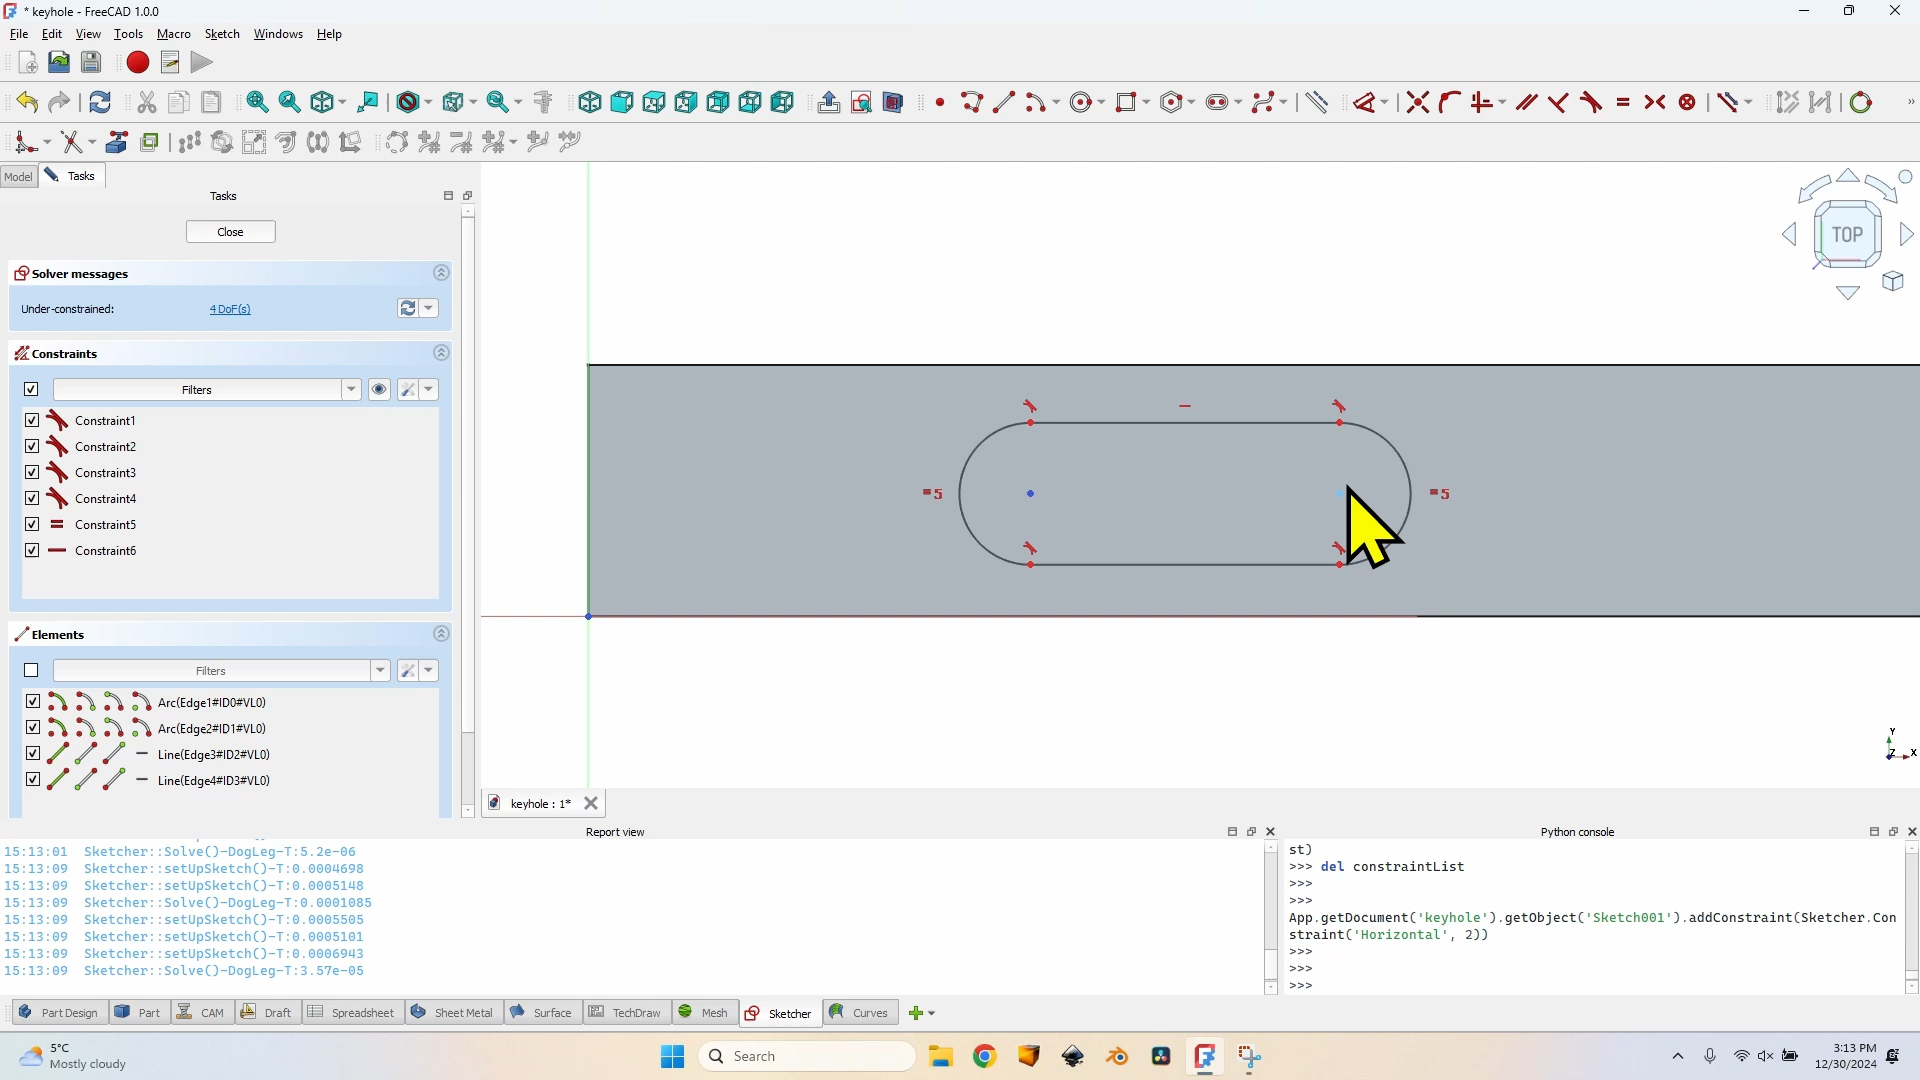 * keyhole - FreeCAD 1.0.0
File Edit View Tools Macro Sketch Windows Help
Model Tasks
Tasks
Close
Solver messages
Under-constrained: 4 DoF(s)
Constraints
Filters
Constraint1
Constraint2
Constraint3
Constraint4
Constraint5
Constraint6
Elements
Filters
Arc(Edge1#ID0#VL0)
Arc(Edge2#ID1#VL0)
Line(Edge3#ID2#VL0)
Line(Edge4#ID3#VL0)
TOP
5
5
Y
Z
X
keyhole : 1*
Report view
15:13:01 Sketcher::Solve()-DogLeg-T:5.2e-06
15:13:09 Sketcher::setUpSketch()-T:0.0004698
15:13:09 Sketcher::setUpSketch()-T:0.0005148
15:13:09 Sketcher::Solve()-DogLeg-T:0.0001085
15:13:09 Sketcher::setUpSketch()-T:0.0005505
15:13:09 Sketcher::setUpSketch()-T:0.0005101
15:13:09 Sketcher::setUpSketch()-T:0.0006943
15:13:09 Sketcher::Solve()-DogLeg-T:3.57e-05
Python console
st)
>>> del constraintList
>>>
>>>
App.getDocument('keyhole').getObject('Sketch001').addConstraint(Sketcher.Con
straint('Horizontal', 2))
>>>
>>>
>>>
Part Design Part CAM Draft Spreadsheet Sheet Metal Surface TechDraw Mesh Sketcher Curves
5°C
Mostly cloudy
Search
3:13 PM
12/30/2024